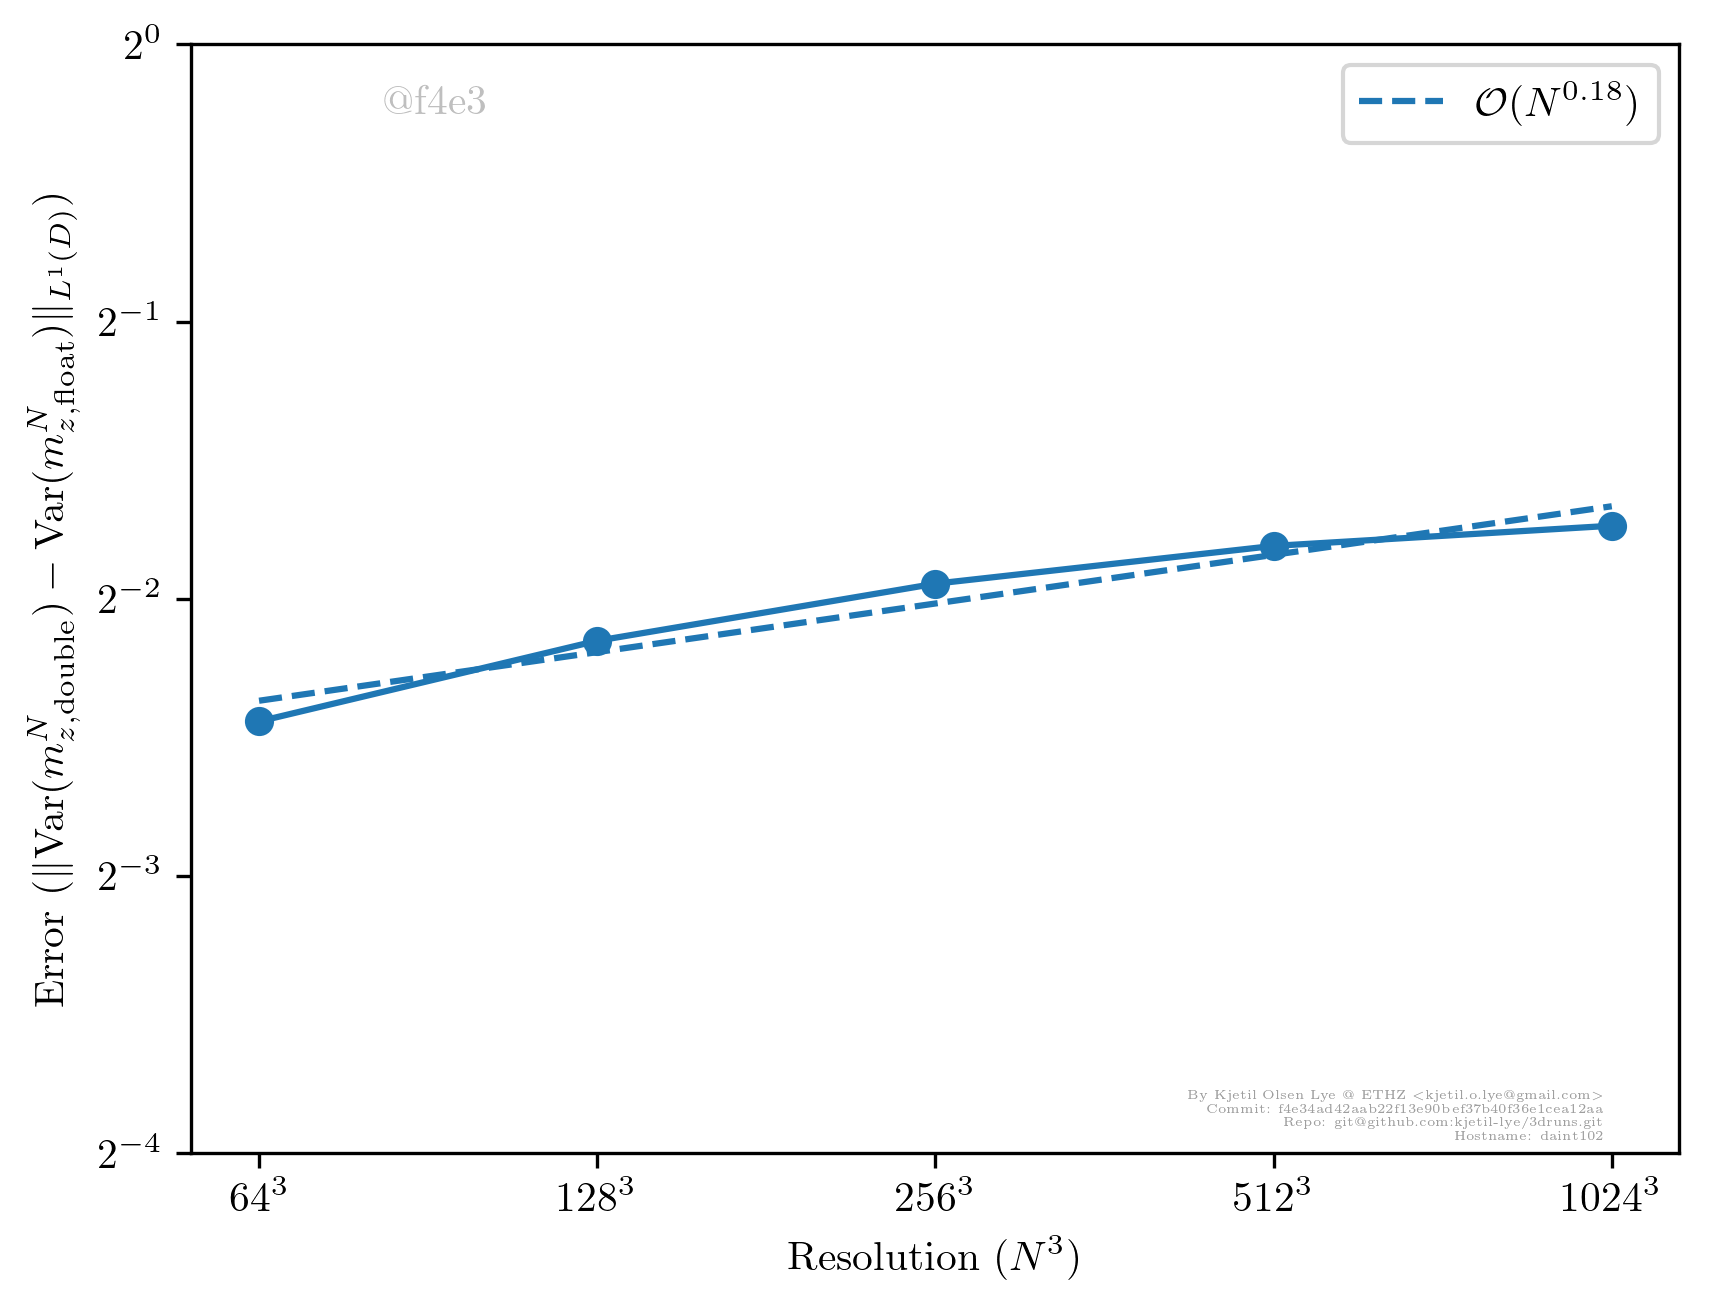 @f4e3
𝒪(N^0.18)
2^0
2^−1
2^−2
2^−3
2^−4
Error (‖Var(m^N_z,double) − Var(m^N_z,float)‖_L^1(D))
64^3 128^3 256^3 512^3 1024^3
Resolution (N^3)
By Kjetil Olsen Lye @ ETHZ <kjetil.o.lye@gmail.com>
Commit: f4e34ad42aab22f13e90bef37b40f36e1cea12aa
Repo: git@github.com:kjetil-lye/3druns.git
Hostname: daint102